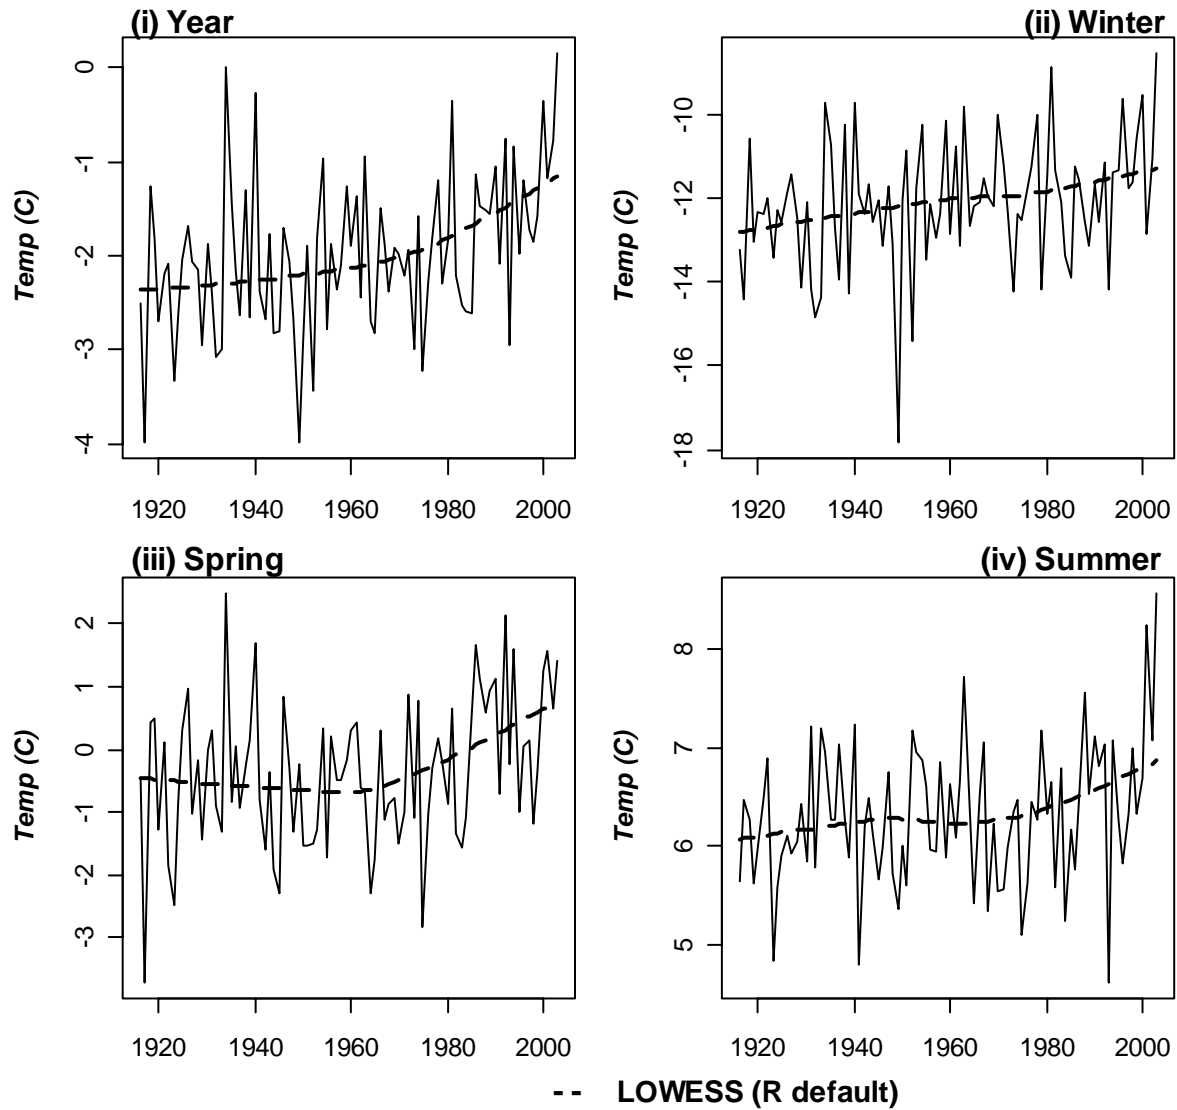 (i) Year
Temp (C)
0
-1
-2
-3
-4
1920 1940 1960 1980 2000
(ii) Winter
Temp (C)
-10
-12
-14
-16
-18
1920 1940 1960 1980 2000
(iii) Spring
Temp (C)
2
1
0
-1
-2
-3
1920 1940 1960 1980 2000
(iv) Summer
Temp (C)
8
7
6
5
1920 1940 1960 1980 2000
-- LOWESS (R default)